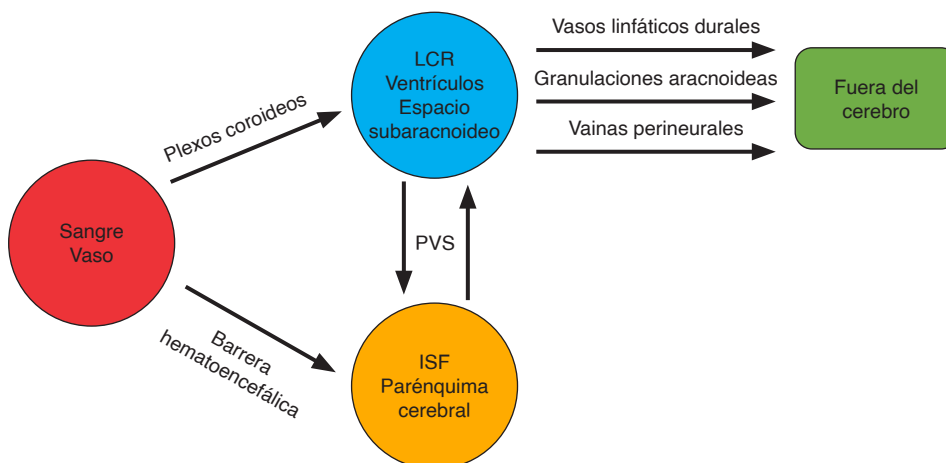 Vasos linfáticos durales
LCR
Ventrículos
Espacio
subaracnoideo
Granulaciones aracnoideas
Vainas perineurales
Fuera del
cerebro
Plexos coroideos
Sangre
Vaso
PVS
Barrera
hematoencefálica
ISF
Parénquima
cerebral